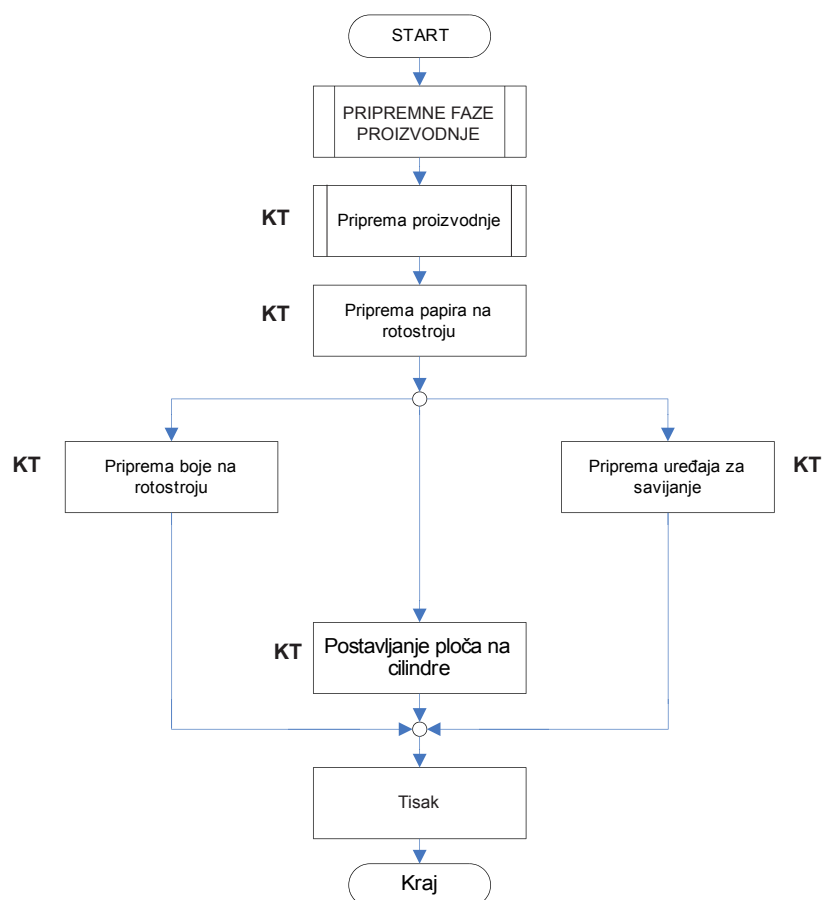 START
PRIPREMNE FAZE
PROIZVODNJE
KT
Priprema proizvodnje
KT
Priprema papira na
rotostroju
KT
Priprema boje na
rotostroju
Priprema uređaja za
savijanje
KT
KT
Postavljanje ploča na
cilindre
Tisak
Kraj